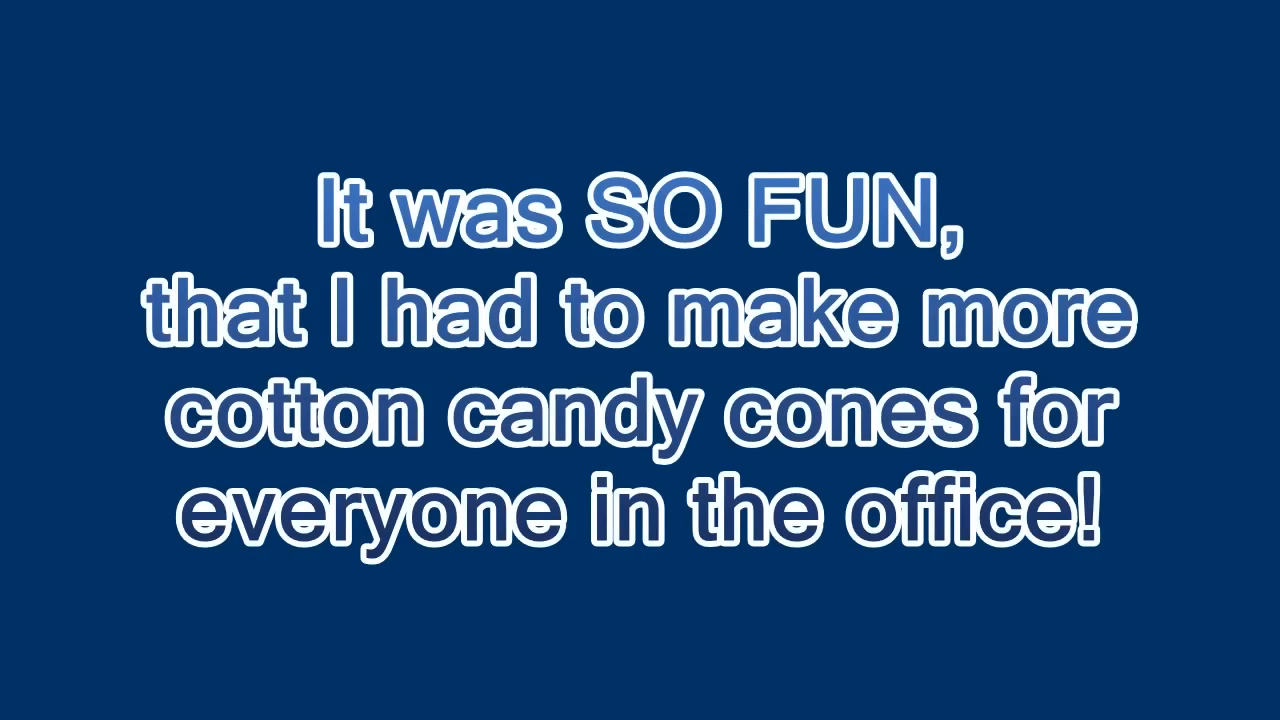 It was SO FUN,
that I had to make more
cotton candy cones for
everyone in the office!